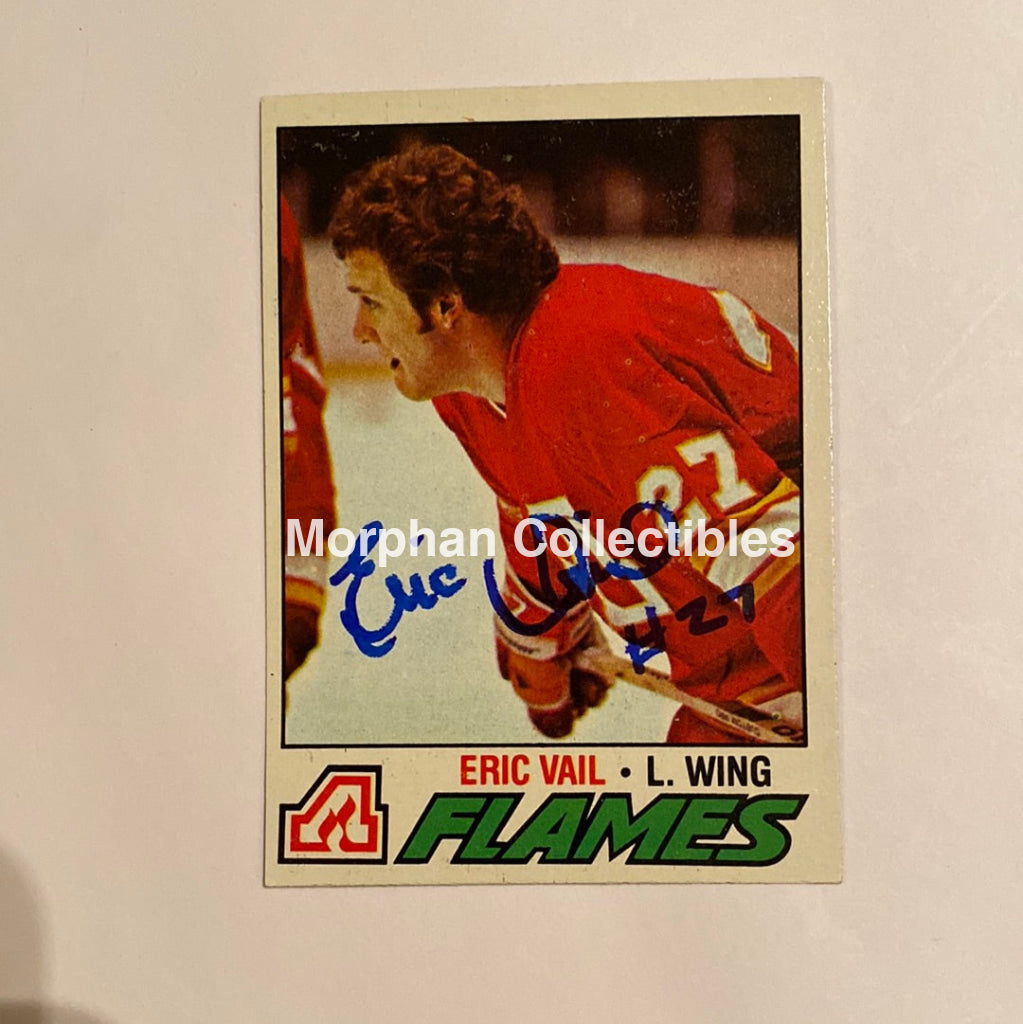 27
Morphan Collectibles
Eric Vail
#27
ERIC VAIL • L. WING
A
FLAMES